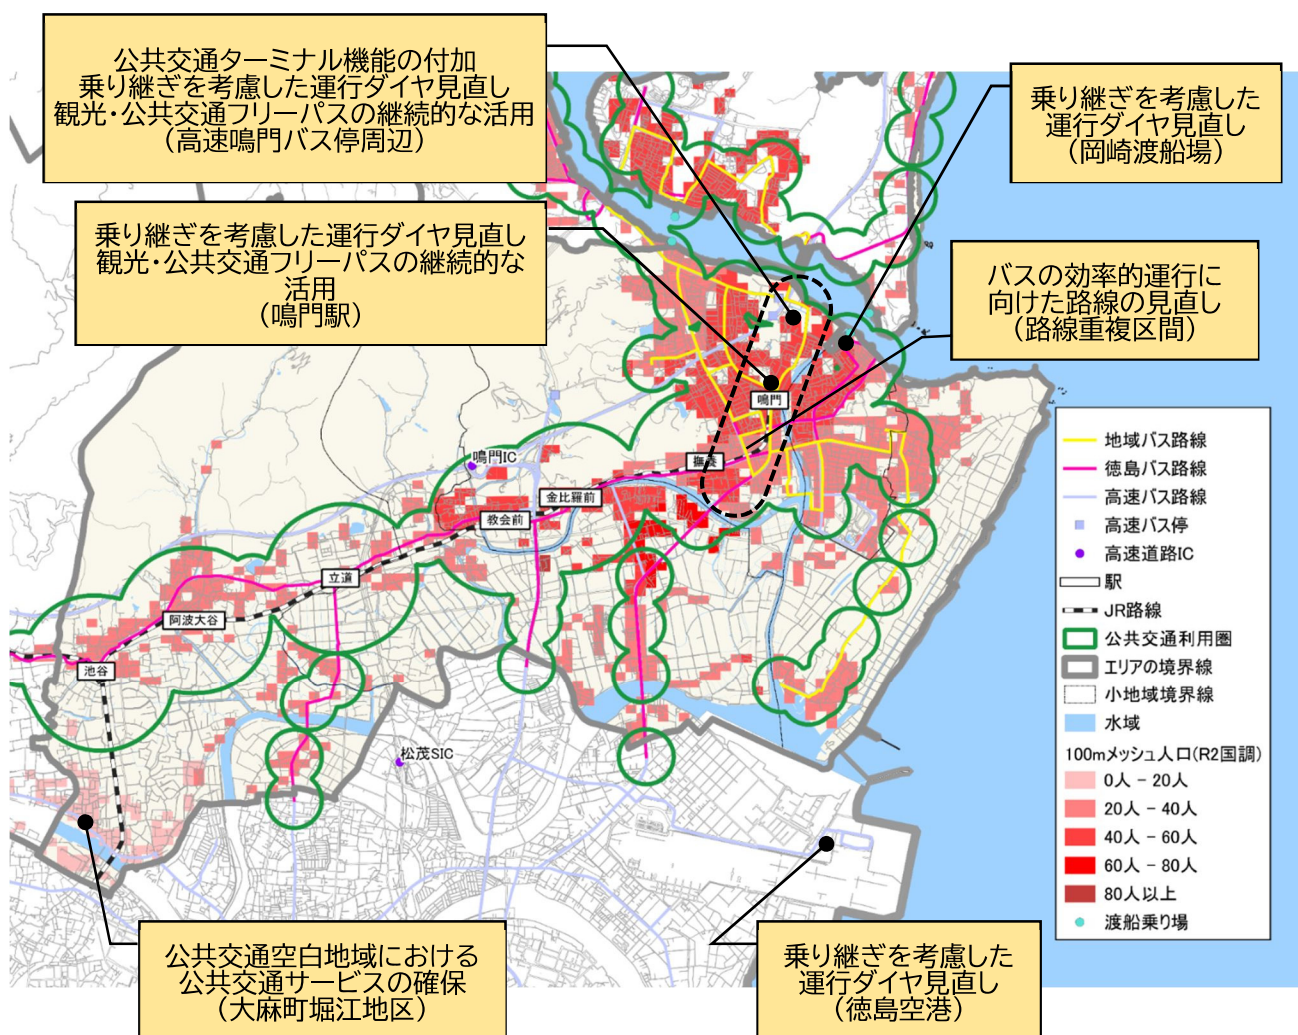 公共交通ターミナル機能の付加
乗り継ぎを考慮した運行ダイヤ見直し
観光・公共交通フリーパスの継続的な活用
（高速鳴門バス停周辺）
乗り継ぎを考慮した
運行ダイヤ見直し
（岡崎渡船場）
乗り継ぎを考慮した運行ダイヤ見直し
観光・公共交通フリーパスの継続的な
活用
（鳴門駅）
バスの効率的運行に
向けた路線の見直し
（路線重複区間）
鳴門
撫養
鳴門IC
金比羅前
教会前
立道
阿波大谷
池谷
松茂SIC
地域バス路線
徳島バス路線
高速バス路線
高速バス停
高速道路IC
駅
JR路線
公共交通利用圏
エリアの境界線
小地域境界線
水域
100mメッシュ人口(R2国調)
0人 - 20人
20人 - 40人
40人 - 60人
60人 - 80人
80人以上
渡船乗り場
公共交通空白地域における
公共交通サービスの確保
（大麻町堀江地区）
乗り継ぎを考慮した
運行ダイヤ見直し
（徳島空港）